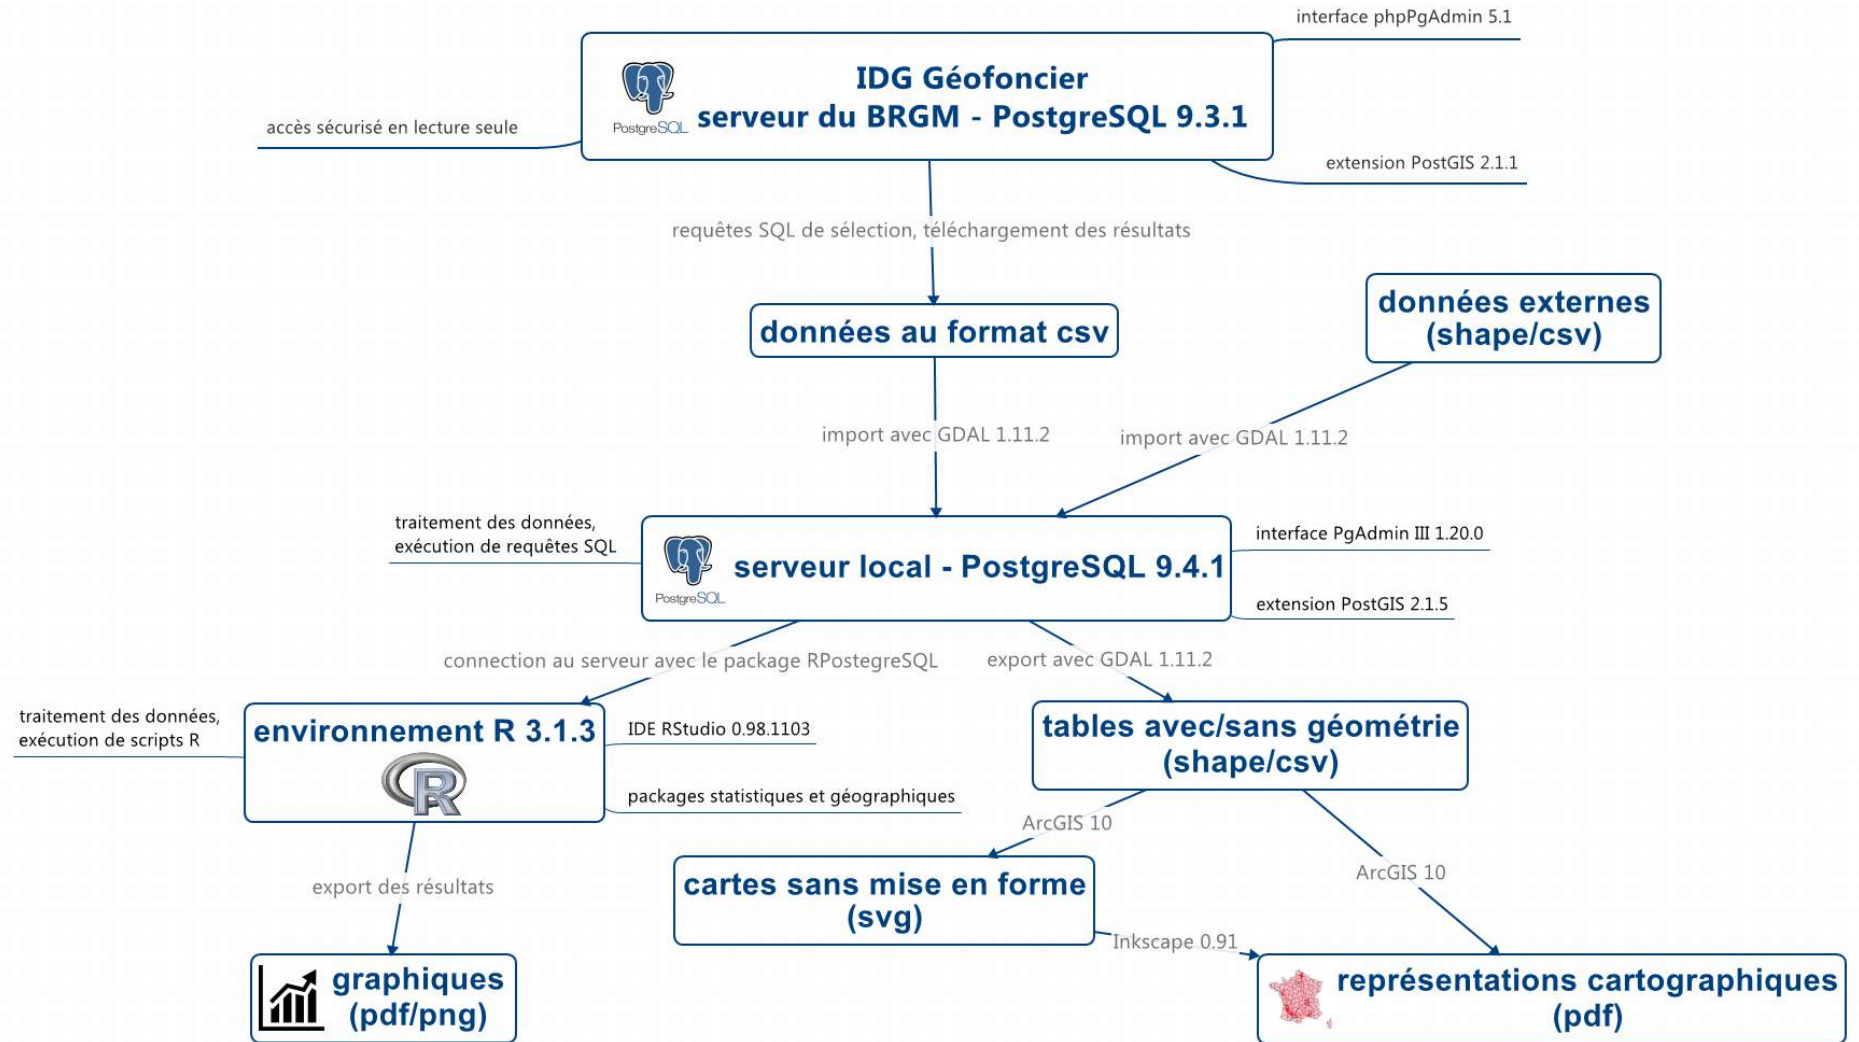 interface phpPgAdmin 5.1
IDG Géofoncier
PostgreSQL
serveur du BRGM - PostgreSQL 9.3.1
accès sécurisé en lecture seule
extension PostGIS 2.1.1
requêtes SQL de sélection, téléchargement des résultats
données au format csv
données externes
(shape/csv)
import avec GDAL 1.11.2
import avec GDAL 1.11.2
traitement des données,
exécution de requêtes SQL
PostgreSQL
serveur local - PostgreSQL 9.4.1
interface PgAdmin III 1.20.0
extension PostGIS 2.1.5
connection au serveur avec le package RPostegreSQL
export avec GDAL 1.11.2
traitement des données,
exécution de scripts R
environnement R 3.1.3
R
IDE RStudio 0.98.1103
packages statistiques et géographiques
tables avec/sans géométrie
(shape/csv)
ArcGIS 10
ArcGIS 10
export des résultats
cartes sans mise en forme
(svg)
Inkscape 0.91
graphiques
(pdf/png)
représentations cartographiques
(pdf)